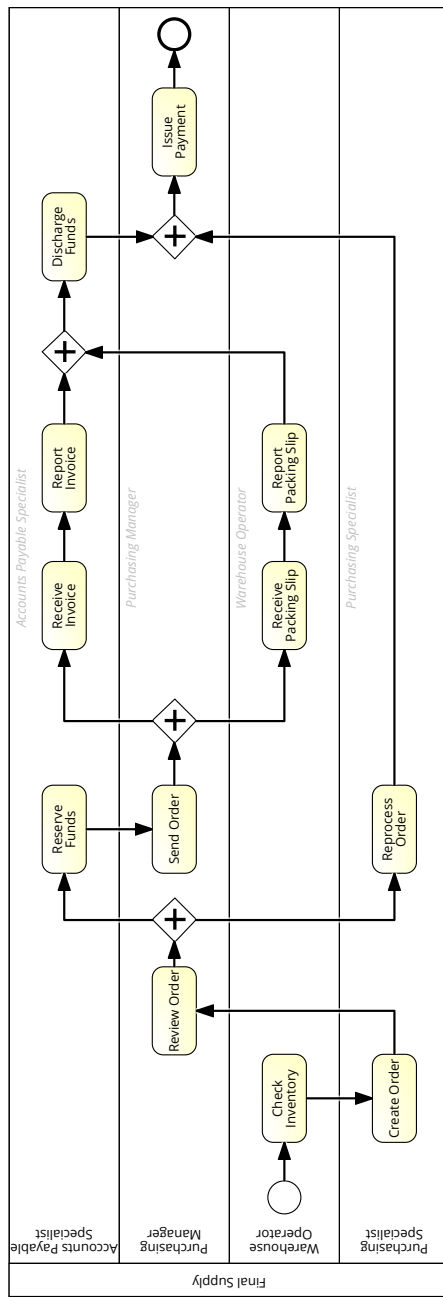 Final Supply
Accounts Payable
Specialist
Purchasing
Manager
Warehouse
Operator
Purchasing
Specialist
Accounts Payable Specialist
Purchasing Manager
Warehouse Operator
Purchasing Specialist
Check
Inventory
Create Order
Review Order
Reserve
Funds
Send Order
Reprocess
Order
Receive
Invoice
Report
Invoice
Receive
Packing Slip
Report
Packing Slip
Discharge
Funds
Issue
Payment